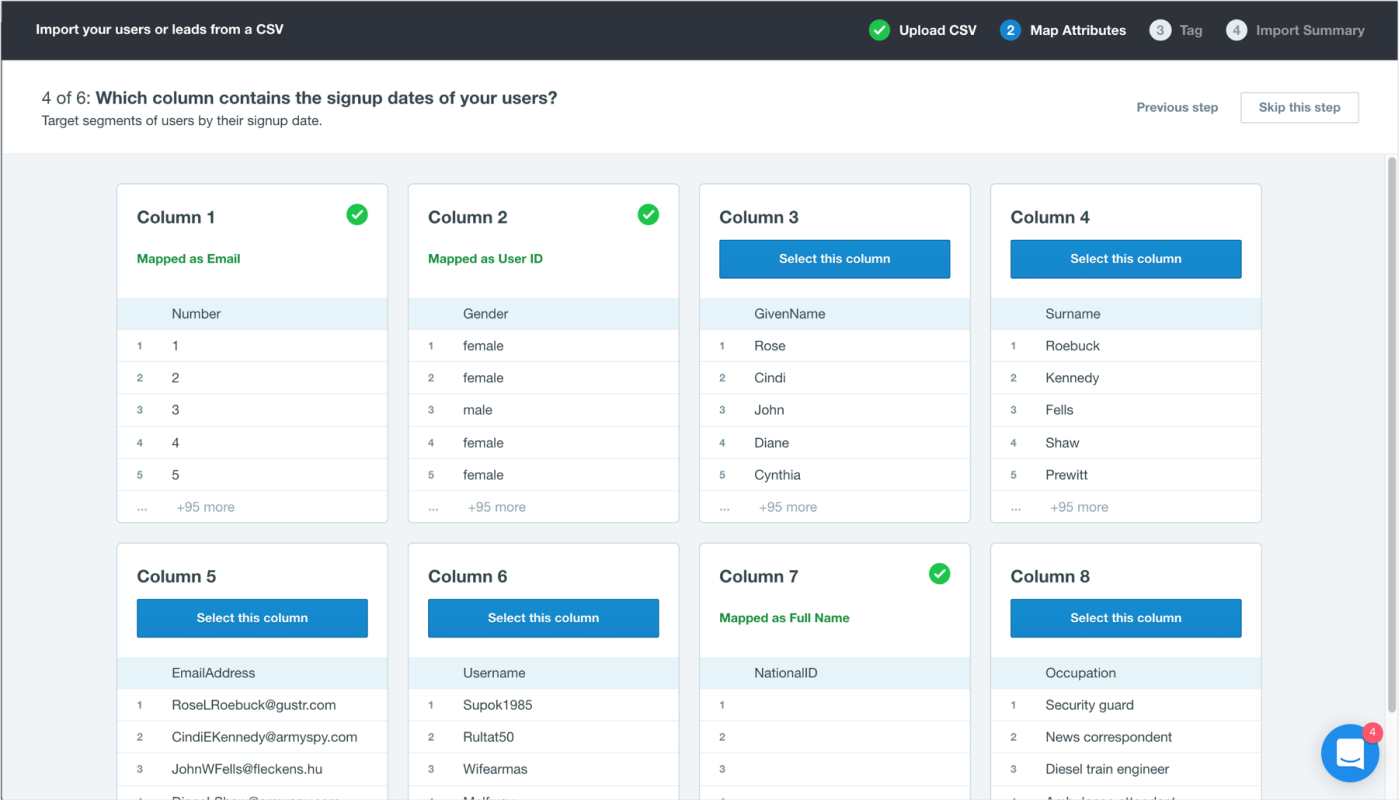 Import your users or leads from a CSV
Upload CSV
2 Map Attributes
3 Tag
4 Import Summary
4 of 6: Which column contains the signup dates of your users?
Target segments of users by their signup date.
Previous step
Skip this step
Column 1
Mapped as Email
Number
1 1
2 2
3 3
4 4
5 5
... +95 more
Column 2
Mapped as User ID
Gender
1 female
2 female
3 male
4 female
5 female
... +95 more
Column 3
Select this column
GivenName
1 Rose
2 Cindi
3 John
4 Diane
5 Cynthia
... +95 more
Column 4
Select this column
Surname
1 Roebuck
2 Kennedy
3 Fells
4 Shaw
5 Prewitt
... +95 more
Column 5
Select this column
EmailAddress
1 RoseLRoebuck@gustr.com
2 CindiEKennedy@armyspy.com
3 JohnWFells@fleckens.hu
Column 6
Select this column
Username
1 Supok1985
2 Rultat50
3 Wifearmas
Column 7
Mapped as Full Name
NationalID
1
2
3
Column 8
Select this column
Occupation
1 Security guard
2 News correspondent
3 Diesel train engineer
4